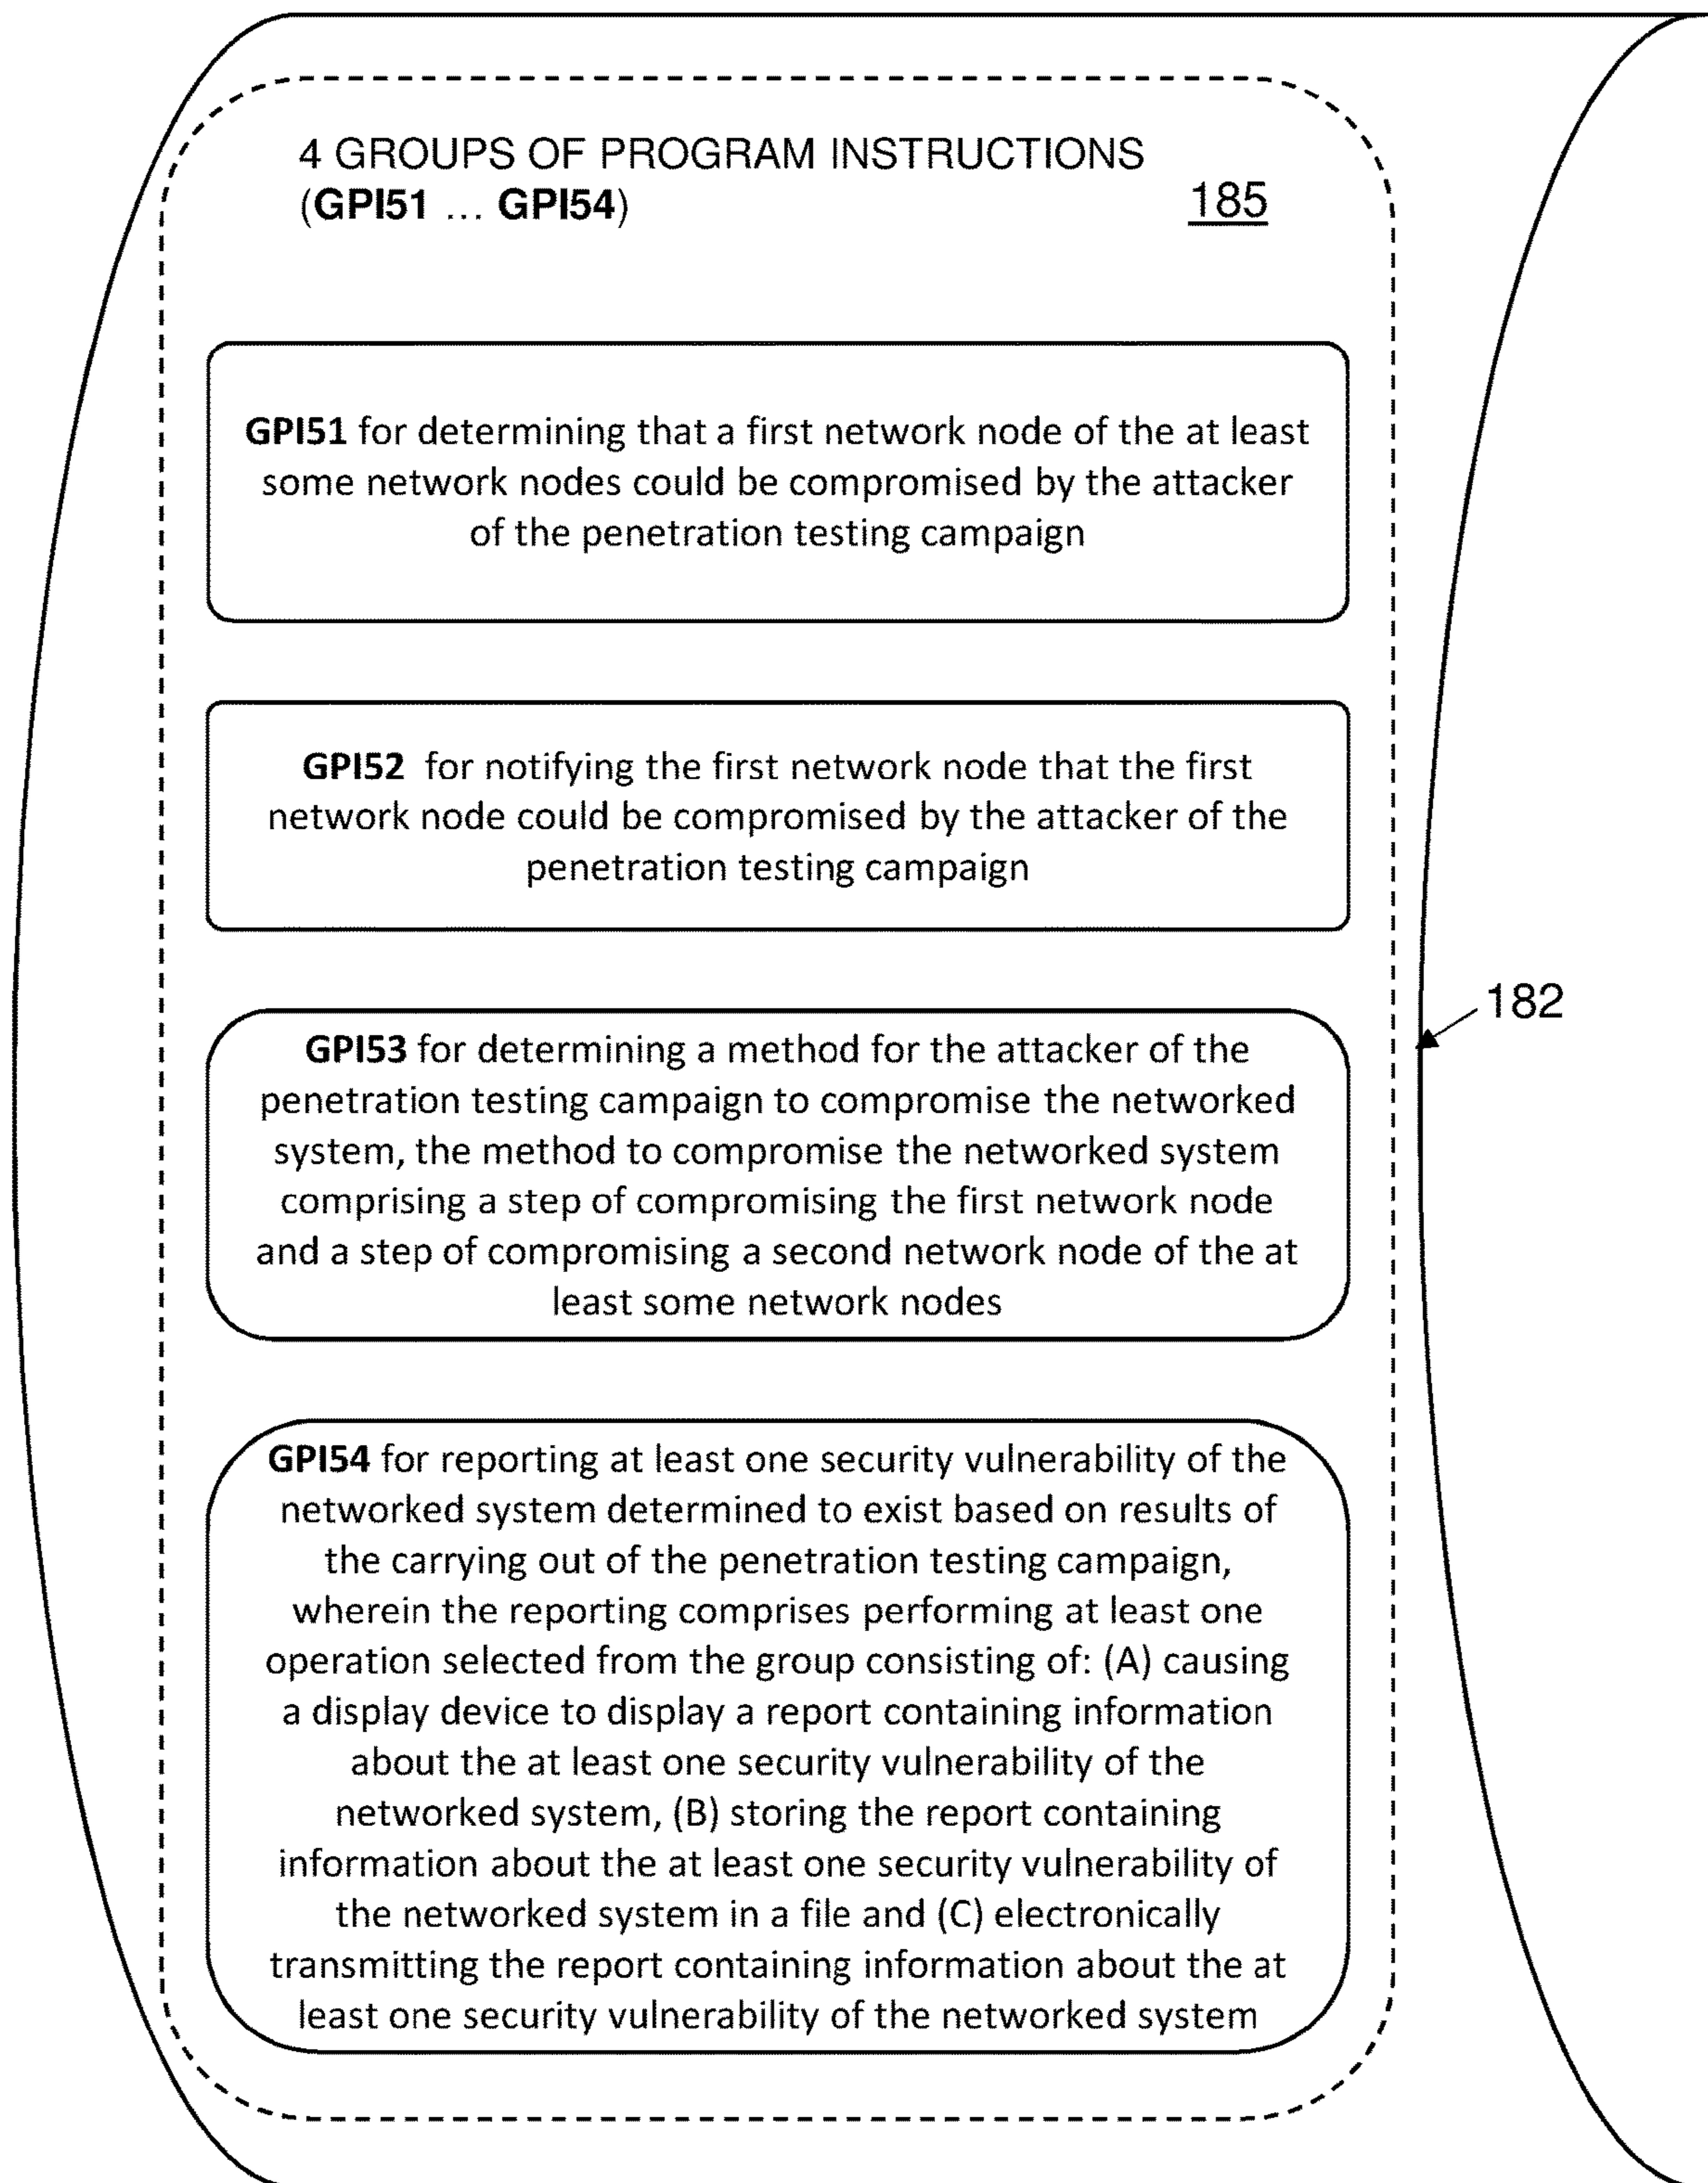 4 GROUPS OF PROGRAM INSTRUCTIONS
(GPI51 ... GPI54)
185
GPI51 for determining that a first network node of the at least
some network nodes could be compromised by the attacker
of the penetration testing campaign
GPI52 for notifying the first network node that the first
network node could be compromised by the attacker of the
penetration testing campaign
182
GPI53 for determining a method for the attacker of the
penetration testing campaign to compromise the networked
system, the method to compromise the networked system
comprising a step of compromising the first network node
and a step of compromising a second network node of the at
least some network nodes
GPI54 for reporting at least one security vulnerability of the
networked system determined to exist based on results of
the carrying out of the penetration testing campaign,
wherein the reporting comprises performing at least one
operation selected from the group consisting of: (A) causing
a display device to display a report containing information
about the at least one security vulnerability of the
networked system, (B) storing the report containing
information about the at least one security vulnerability of
the networked system in a file and (C) electronically
transmitting the report containing information about the at
least one security vulnerability of the networked system